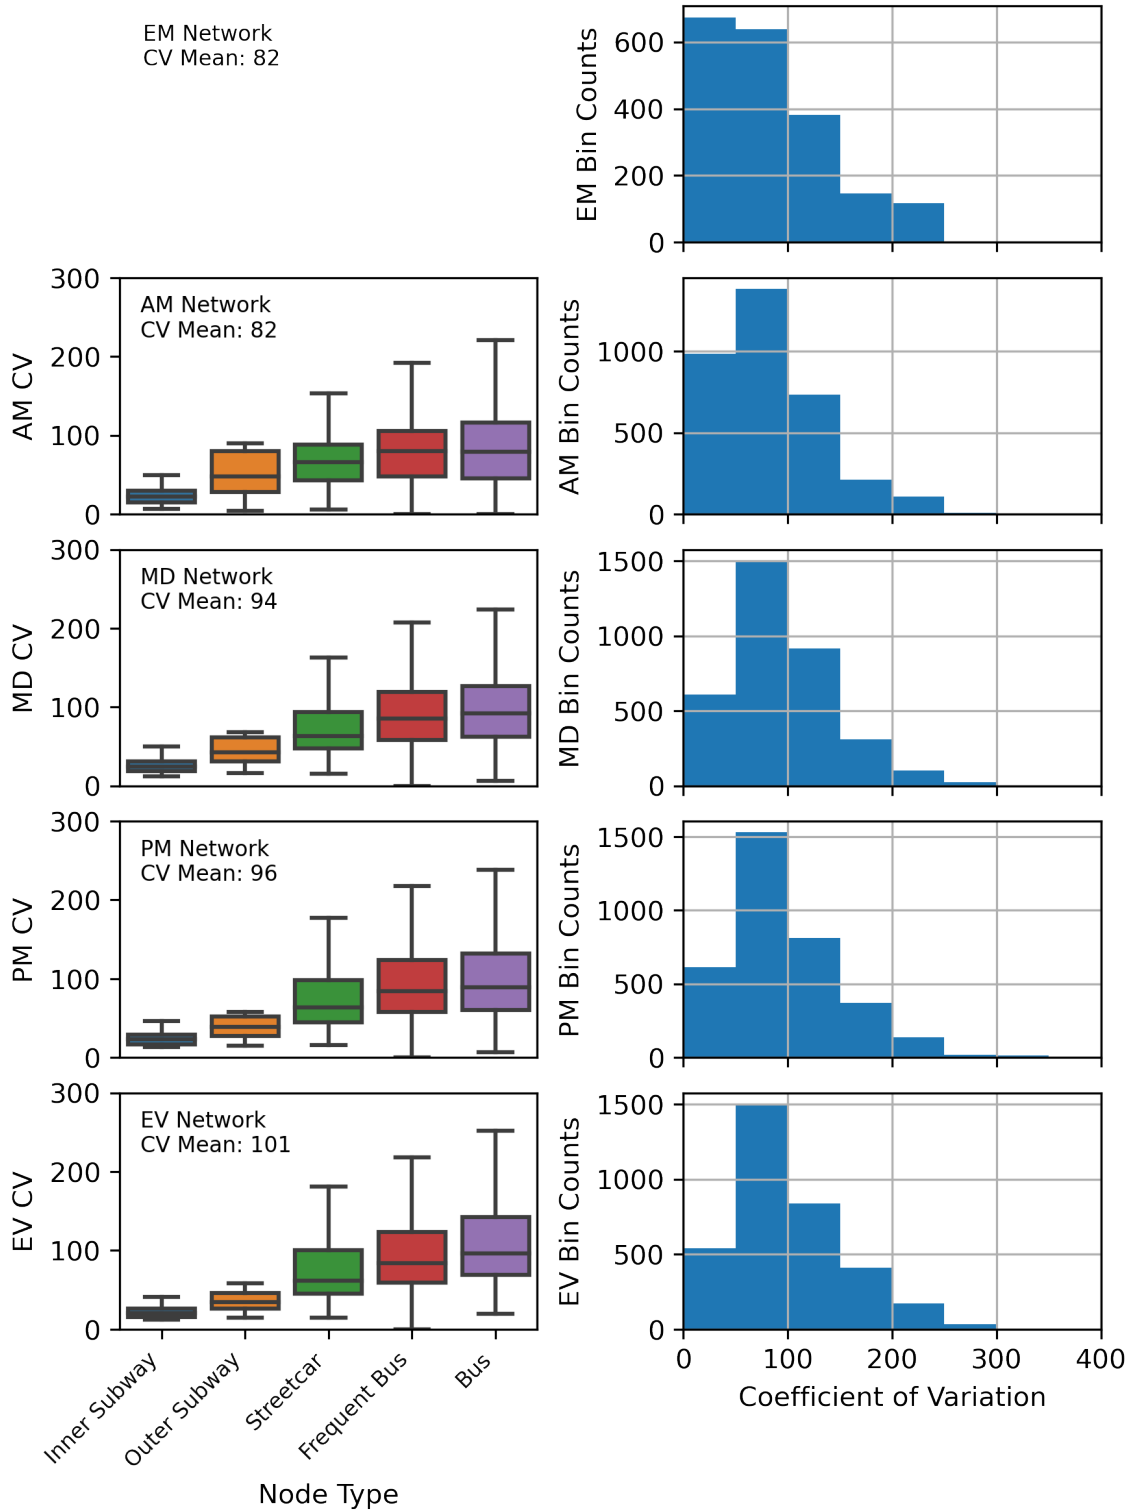 EM Network
CV Mean: 82
EM Bin Counts
600
400
200
0
AM CV
300
200
100
0
AM Network
CV Mean: 82
AM Bin Counts
1000
500
0
MD CV
300
200
100
0
MD Network
CV Mean: 94
MD Bin Counts
1500
1000
500
0
PM CV
300
200
100
0
PM Network
CV Mean: 96
PM Bin Counts
1500
1000
500
0
EV CV
300
200
100
0
EV Network
CV Mean: 101
EV Bin Counts
1500
1000
500
0
Inner Subway
Outer Subway
Streetcar
Frequent Bus
Bus
Node Type
0 100 200 300 400
Coefficient of Variation